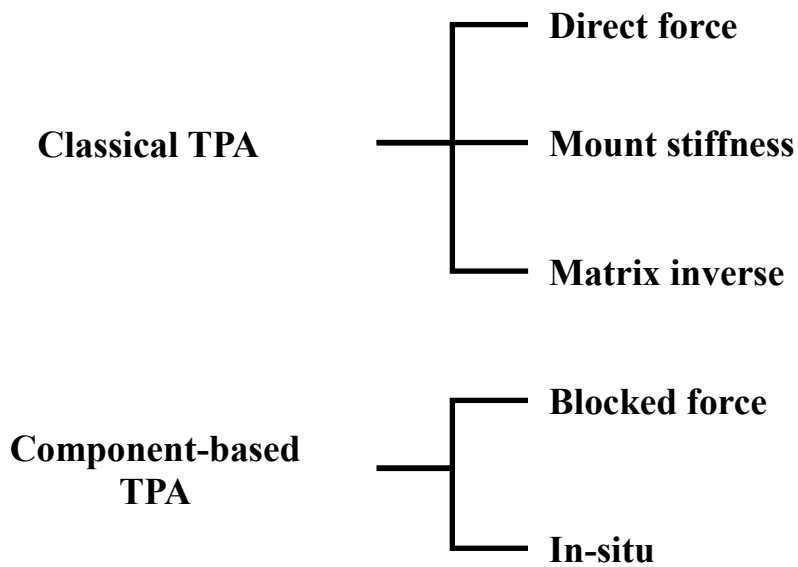 Direct force
Classical TPA
Mount stiffness
Matrix inverse
Blocked force
Component-based
TPA
In-situ